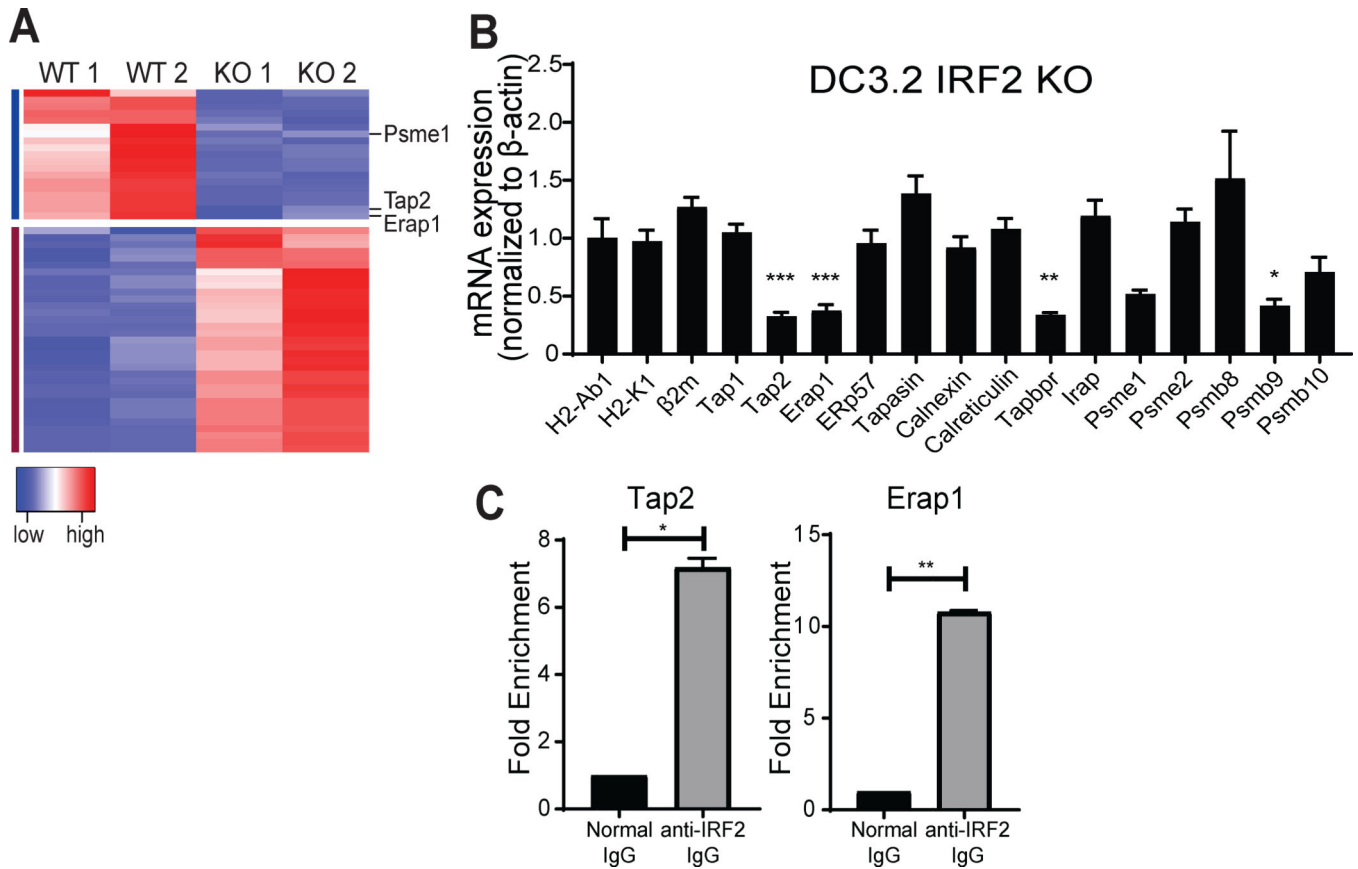 A
WT 1 WT 2 KO 1 KO 2
Psme1
Tap2
Erap1
low high
B
DC3.2 IRF2 KO
mRNA expression
(normalized to β-actin)
2.5
2.0
1.5
1.0
0.5
0
*** *** ** *
H2-Ab1 H2-K1 β2m Tap1 Tap2 Erap1 ERp57 Tapasin Calnexin Calreticulin Tapbpr Irap Psme1 Psme2 Psmb8 Psmb9 Psmb10
C
Tap2
Fold Enrichment
8
6
4
2
0
*
Normal anti-IRF2
IgG IgG
Erap1
Fold Enrichment
15
10
5
0
**
Normal anti-IRF2
IgG IgG